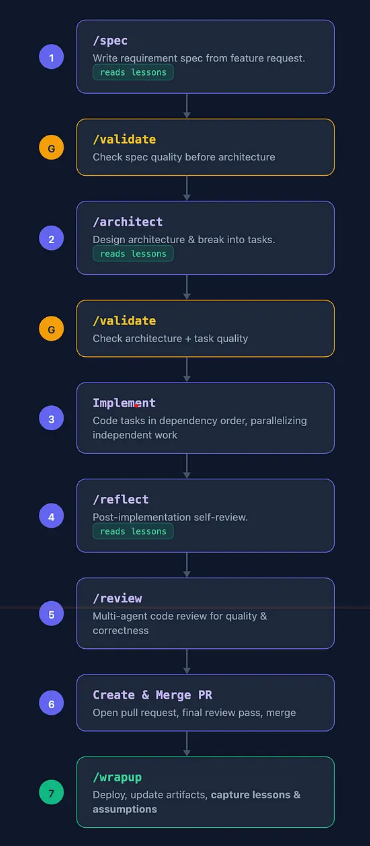 1
/spec
Write requirement spec from feature request.
reads lessons
G
/validate
Check spec quality before architecture
2
/architect
Design architecture & break into tasks.
reads lessons
G
/validate
Check architecture + task quality
3
Implement
Code tasks in dependency order, parallelizing
independent work
4
/reflect
Post-implementation self-review.
reads lessons
5
/review
Multi-agent code review for quality &
correctness
6
Create & Merge PR
Open pull request, final review pass, merge
7
/wrapup
Deploy, update artifacts, capture lessons &
assumptions